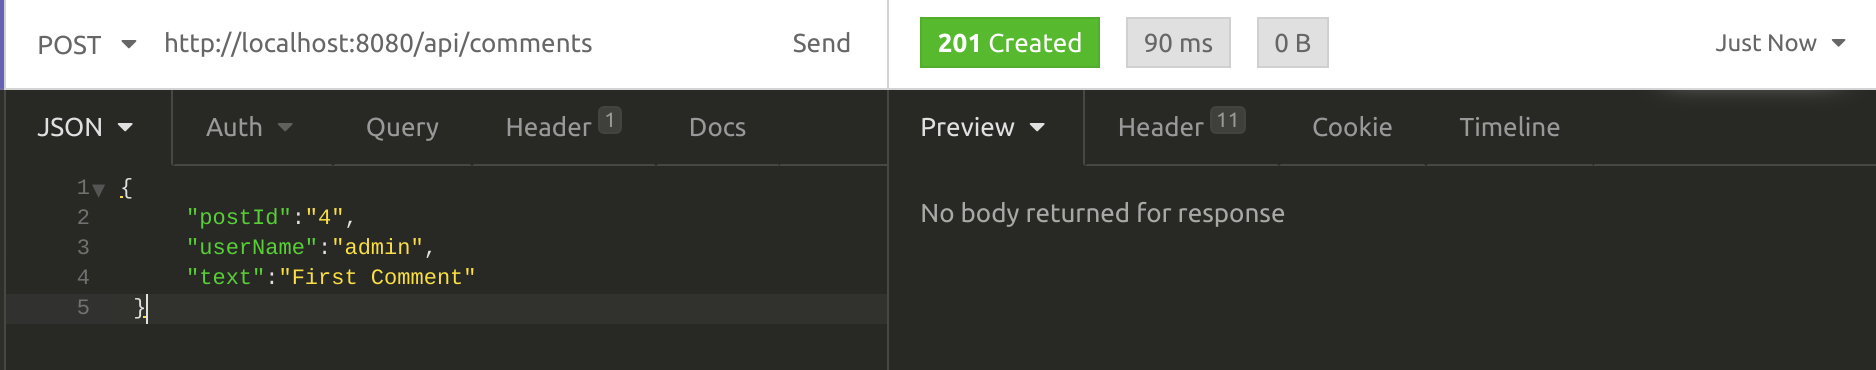 POST http://localhost:8080/api/comments Send 201 Created 90 ms 0 B Just Now
JSON Auth Query Header 1 Docs Preview Header 11 Cookie Timeline
1 {
2 "postId":"4",
3 "userName":"admin",
4 "text":"First Comment"
5 }
No body returned for response